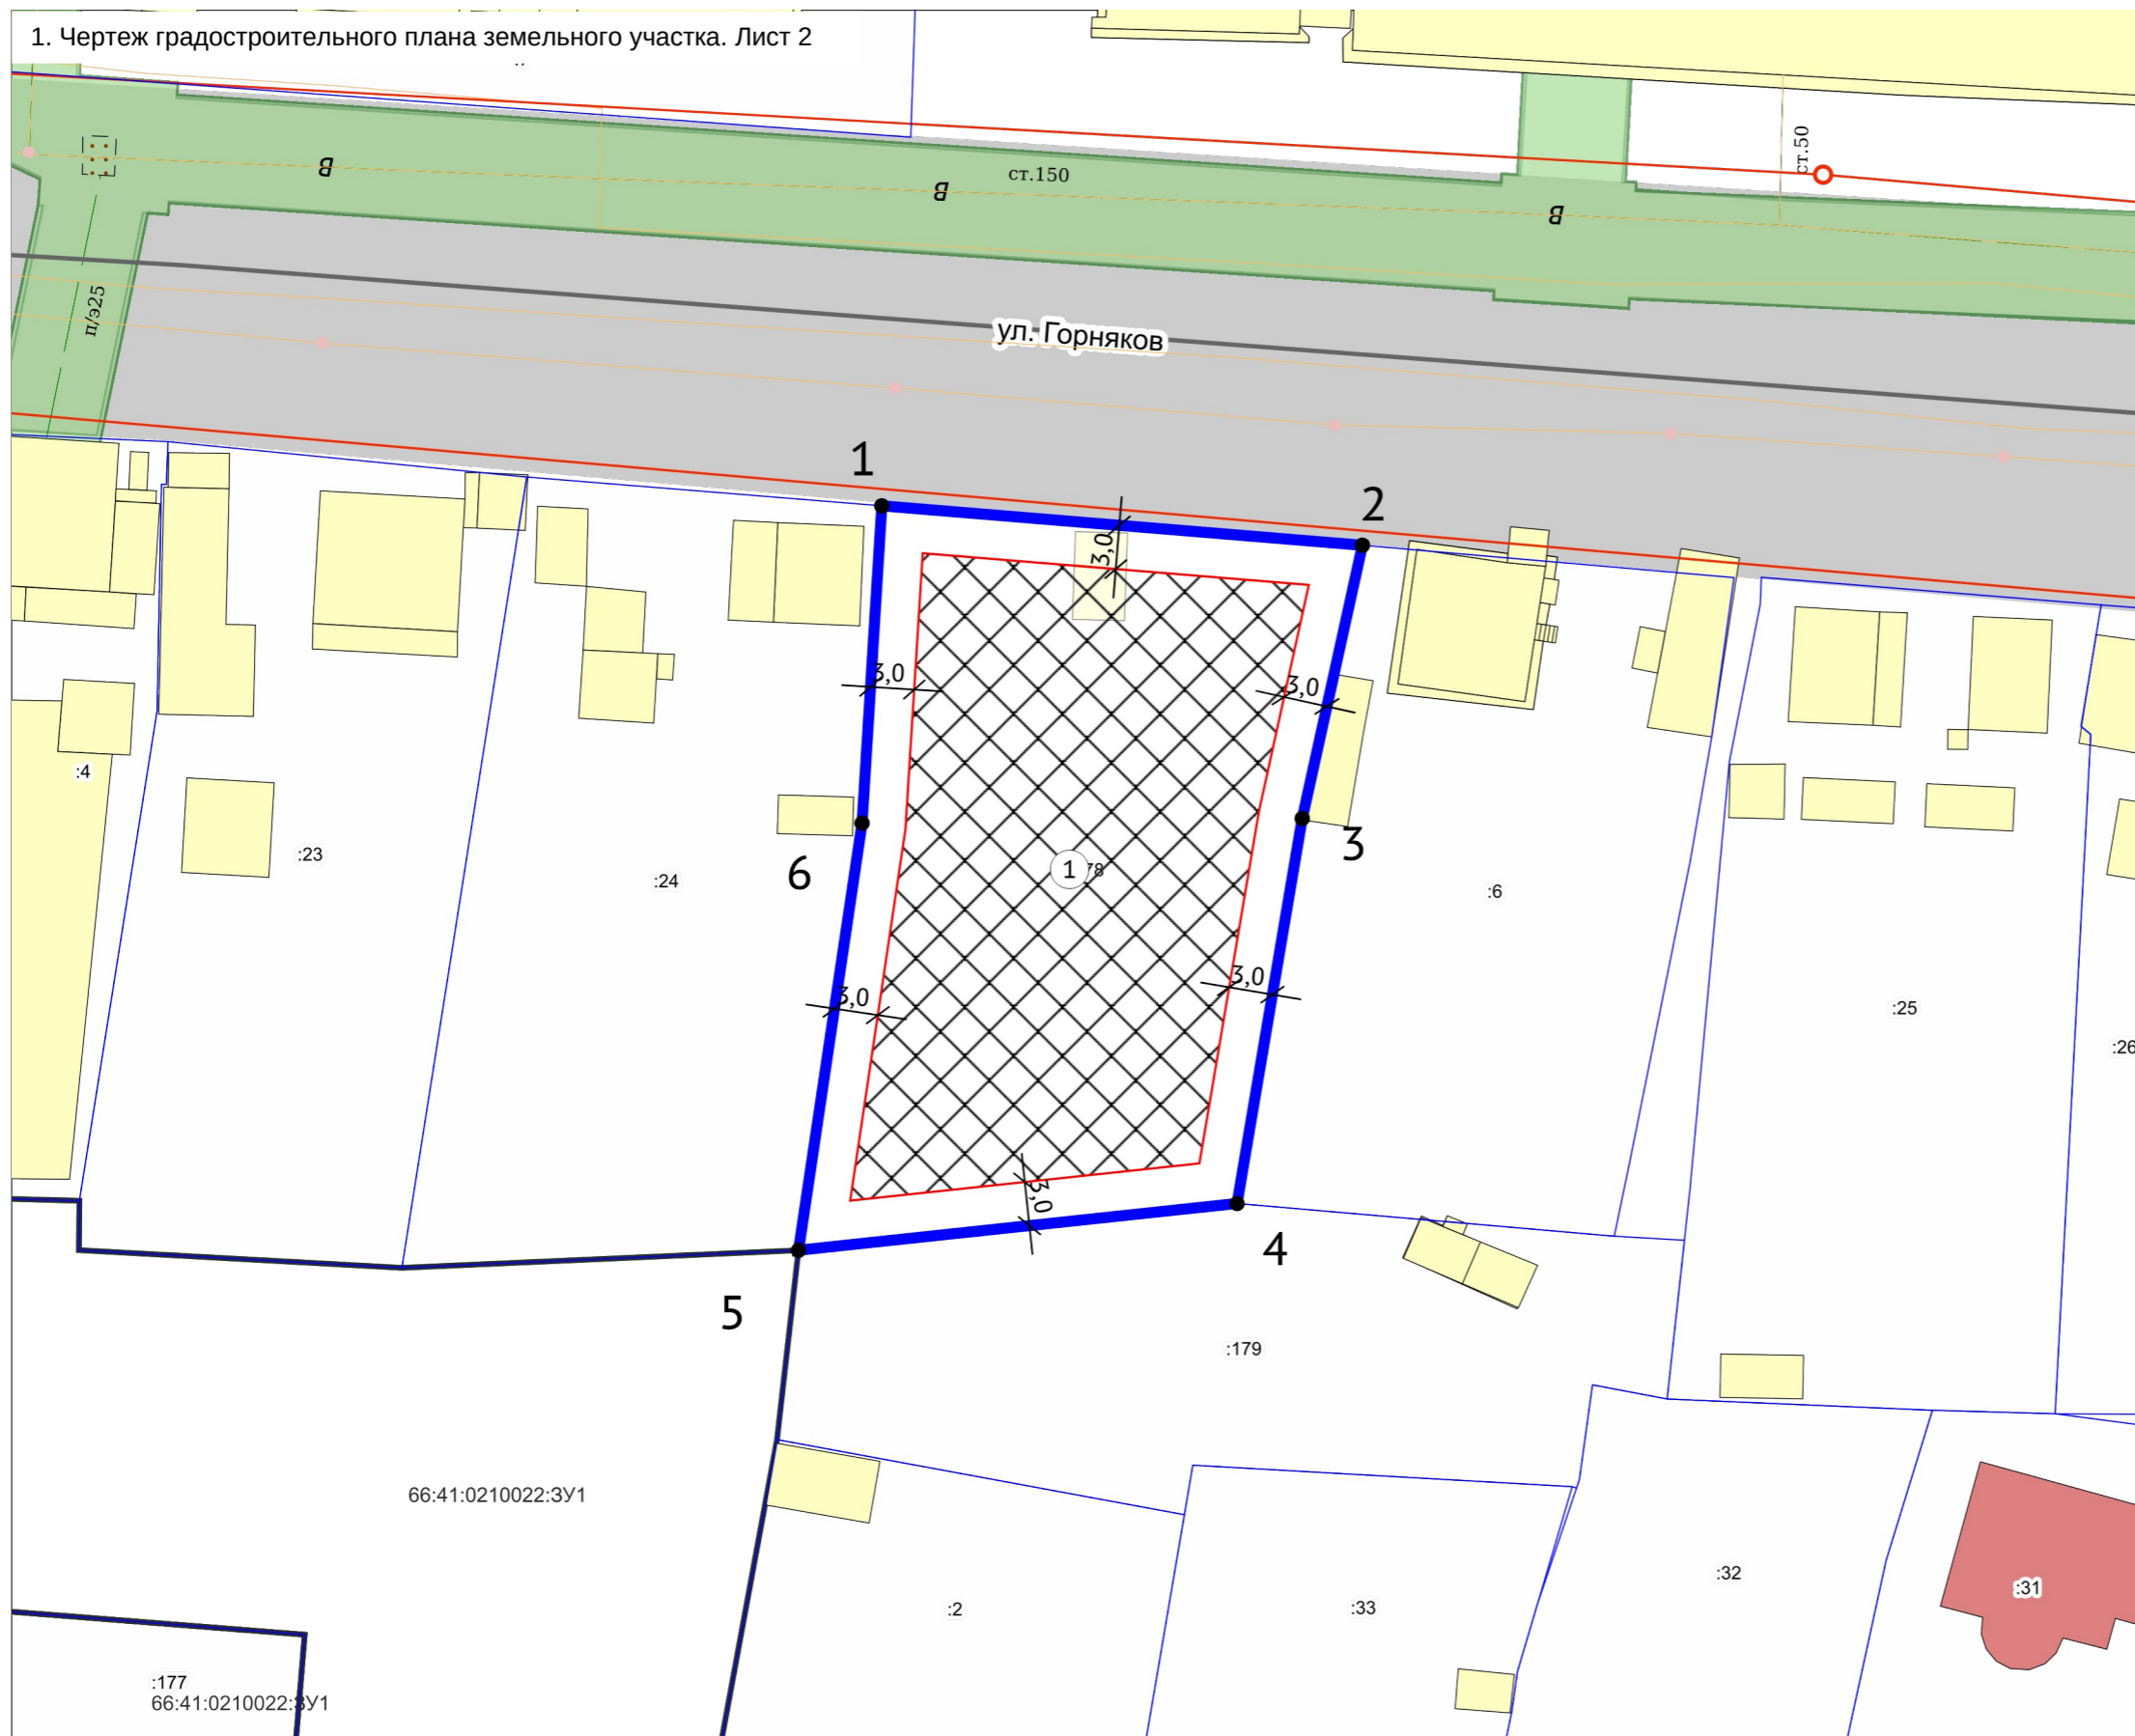 1. Чертеж градостроительного плана земельного участка. Лист 2
ст.50
В
ст.150
В
В
п/э25
ул. Горняков
1
2
3,0
3,0
3,0
:4
3
:23
6
1
78
:24
:6
3,0
3,0
:25
:26
3,0
4
5
:179
66:41:0210022:ЗУ1
:32
:31
:2
:33
:177
66:41:0210022:ЗУ1